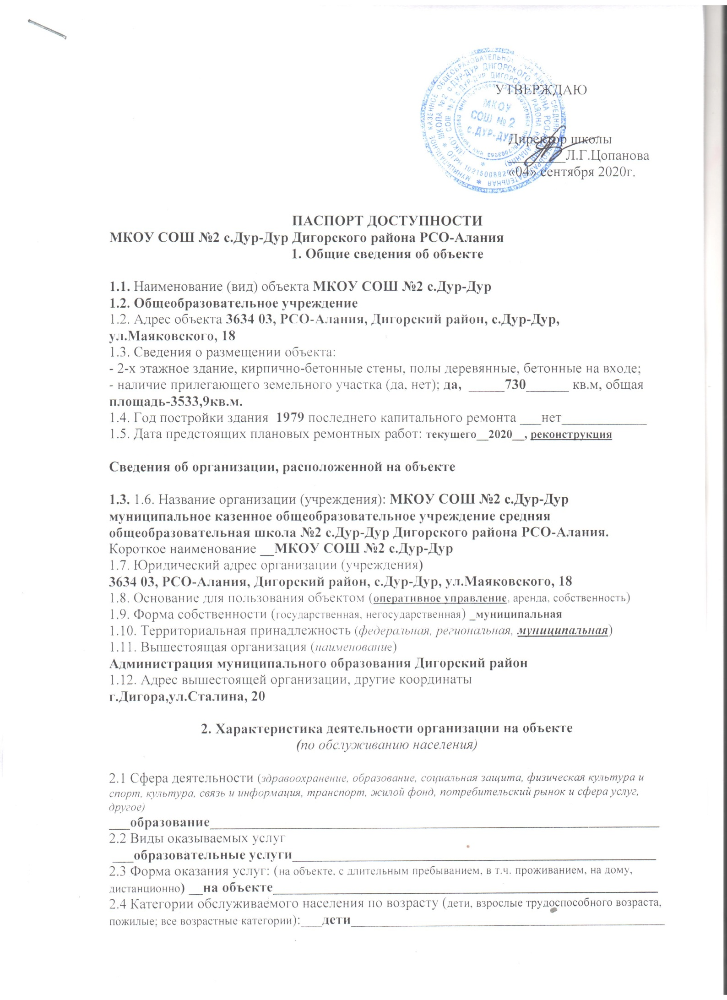 УТВЕРЖДАЮ
МКОУ
СОШ № 2
с.ДУР-ДУР
Директор школы
________Л.Г.Цопанова
«04» сентября 2020г.
ПАСПОРТ ДОСТУПНОСТИ
МКОУ СОШ №2 с.Дур-Дур Дигорского района РСО-Алания
1. Общие сведения об объекте
1.1. Наименование (вид) объекта МКОУ СОШ №2 с.Дур-Дур
1.2. Общеобразовательное учреждение
1.2. Адрес объекта 3634 03, РСО-Алания, Дигорский район, с.Дур-Дур,
ул.Маяковского, 18
1.3. Сведения о размещении объекта:
- 2-х этажное здание, кирпично-бетонные стены, полы деревянные, бетонные на входе;
- наличие прилегающего земельного участка (да, нет); да, _____730______ кв.м, общая
площадь-3533,9кв.м.
1.4. Год постройки здания 1979 последнего капитального ремонта ___нет____________
1.5. Дата предстоящих плановых ремонтных работ: текущего__2020__, реконструкция
Сведения об организации, расположенной на объекте
1.3. 1.6. Название организации (учреждения): МКОУ СОШ №2 с.Дур-Дур
муниципальное казенное общеобразовательное учреждение средняя
общеобразовательная школа №2 с.Дур-Дур Дигорского района РСО-Алания.
Короткое наименование __МКОУ СОШ №2 с.Дур-Дур
1.7. Юридический адрес организации (учреждения)
3634 03, РСО-Алания, Дигорский район, с.Дур-Дур, ул.Маяковского, 18
1.8. Основание для пользования объектом (оперативное управление, аренда, собственность)
1.9. Форма собственности (государственная, негосударственная) _муниципальная
1.10. Территориальная принадлежность (федеральная, региональная, муниципальная)
1.11. Вышестоящая организация (наименование)
Администрация муниципального образования Дигорский район
1.12. Адрес вышестоящей организации, другие координаты
г.Дигора,ул.Сталина, 20
2. Характеристика деятельности организации на объекте
(по обслуживанию населения)
2.1 Сфера деятельности (здравоохранение, образование, социальная защита, физическая культура и
спорт, культура, связь и информация, транспорт, жилой фонд, потребительский рынок и сфера услуг,
другое)
___образование________________________________________________________________
2.2 Виды оказываемых услуг
___образовательные услуги____________________________________________________
2.3 Форма оказания услуг: (на объекте, с длительным пребыванием, в т.ч. проживанием, на дому,
дистанционно) __на объекте_______________________________________________________
2.4 Категории обслуживаемого населения по возрасту (дети, взрослые трудоспособного возраста,
пожилые; все возрастные категории):___дети_____________________________________________